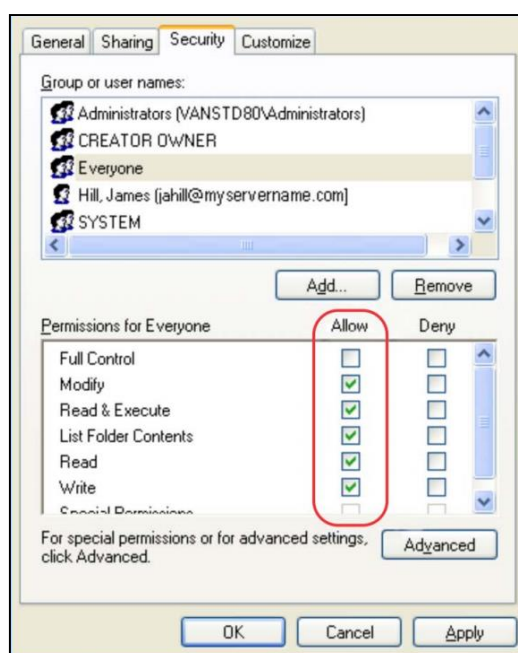 General Sharing Security Customize
Group or user names:
Administrators (VANSTD80\Administrators)
CREATOR OWNER
Everyone
Hill, James (jahill@myservername.com]
SYSTEM
Add... Remove
Permissions for Everyone Allow Deny
Full Control
Modify
Read & Execute
List Folder Contents
Read
Write
Special Permissions
For special permissions or for advanced settings,
click Advanced.
Advanced
OK Cancel Apply